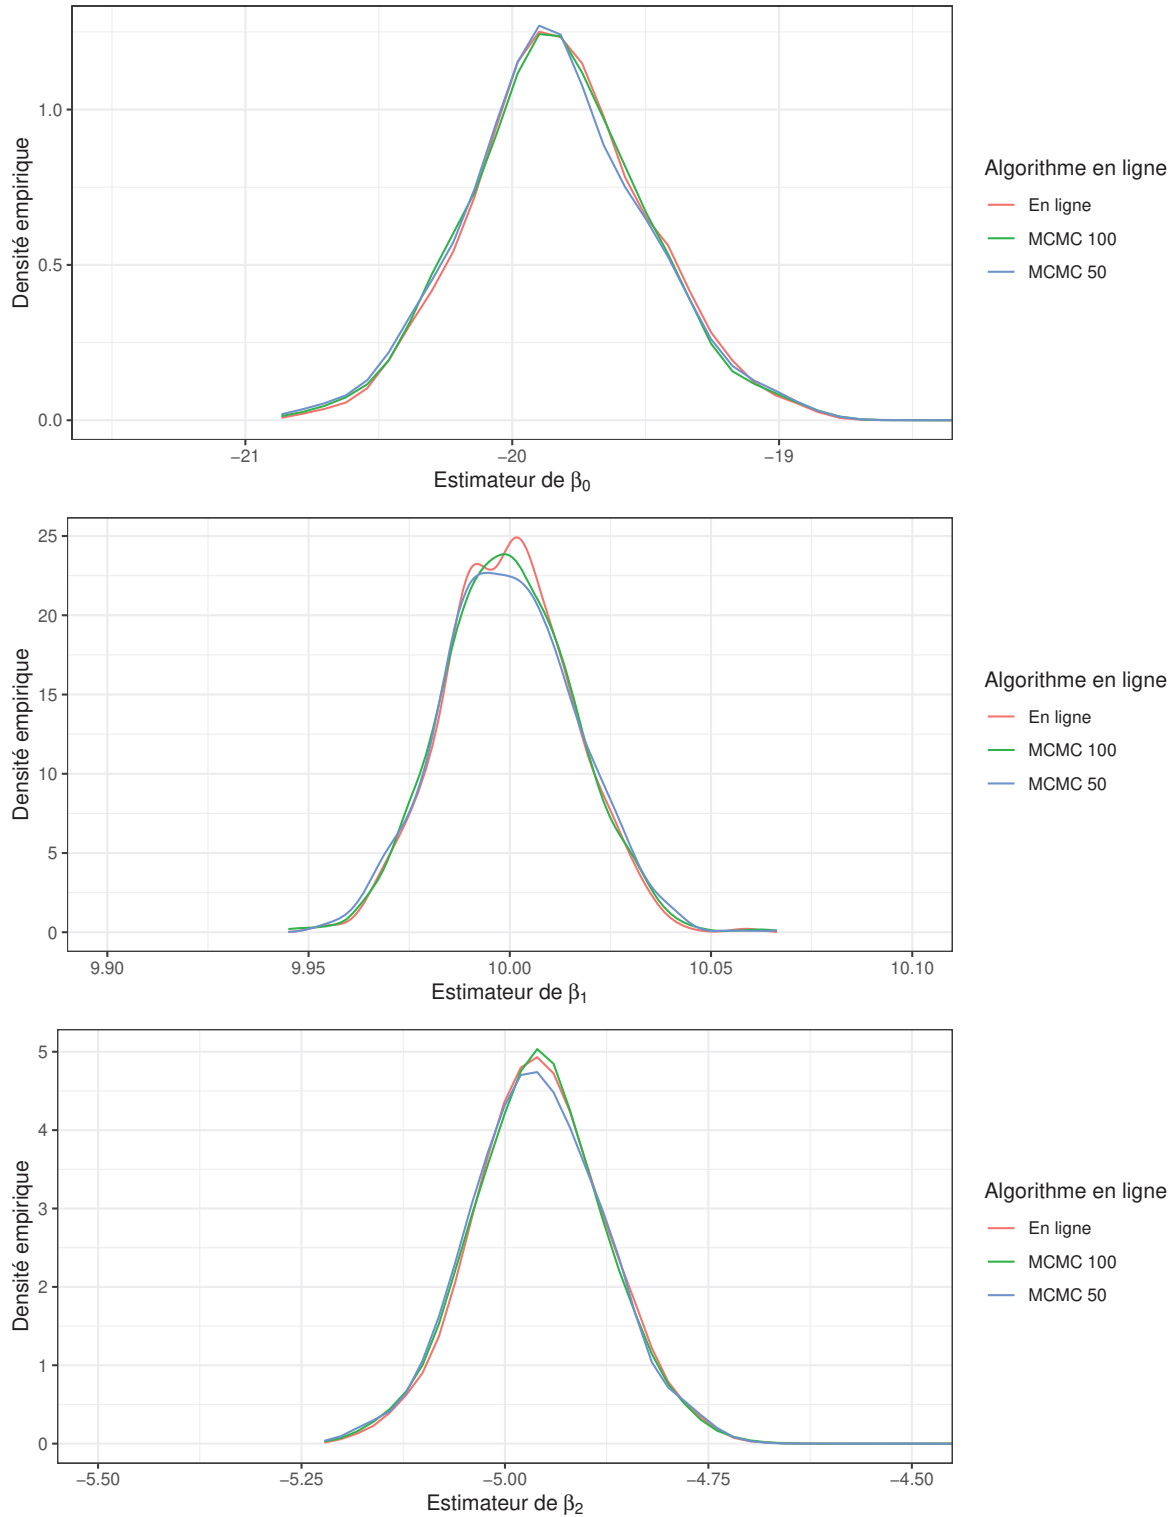 1.0
0.5
0.0
Densité empirique
−21
−20
−19
Estimateur de β0
Algorithme en ligne
En ligne
MCMC 100
MCMC 50
25
20
15
10
5
0
Densité empirique
9.90
9.95
10.00
10.05
10.10
Estimateur de β1
Algorithme en ligne
En ligne
MCMC 100
MCMC 50
5
4
3
2
1
0
Densité empirique
−5.50
−5.25
−5.00
−4.75
−4.50
Estimateur de β2
Algorithme en ligne
En ligne
MCMC 100
MCMC 50